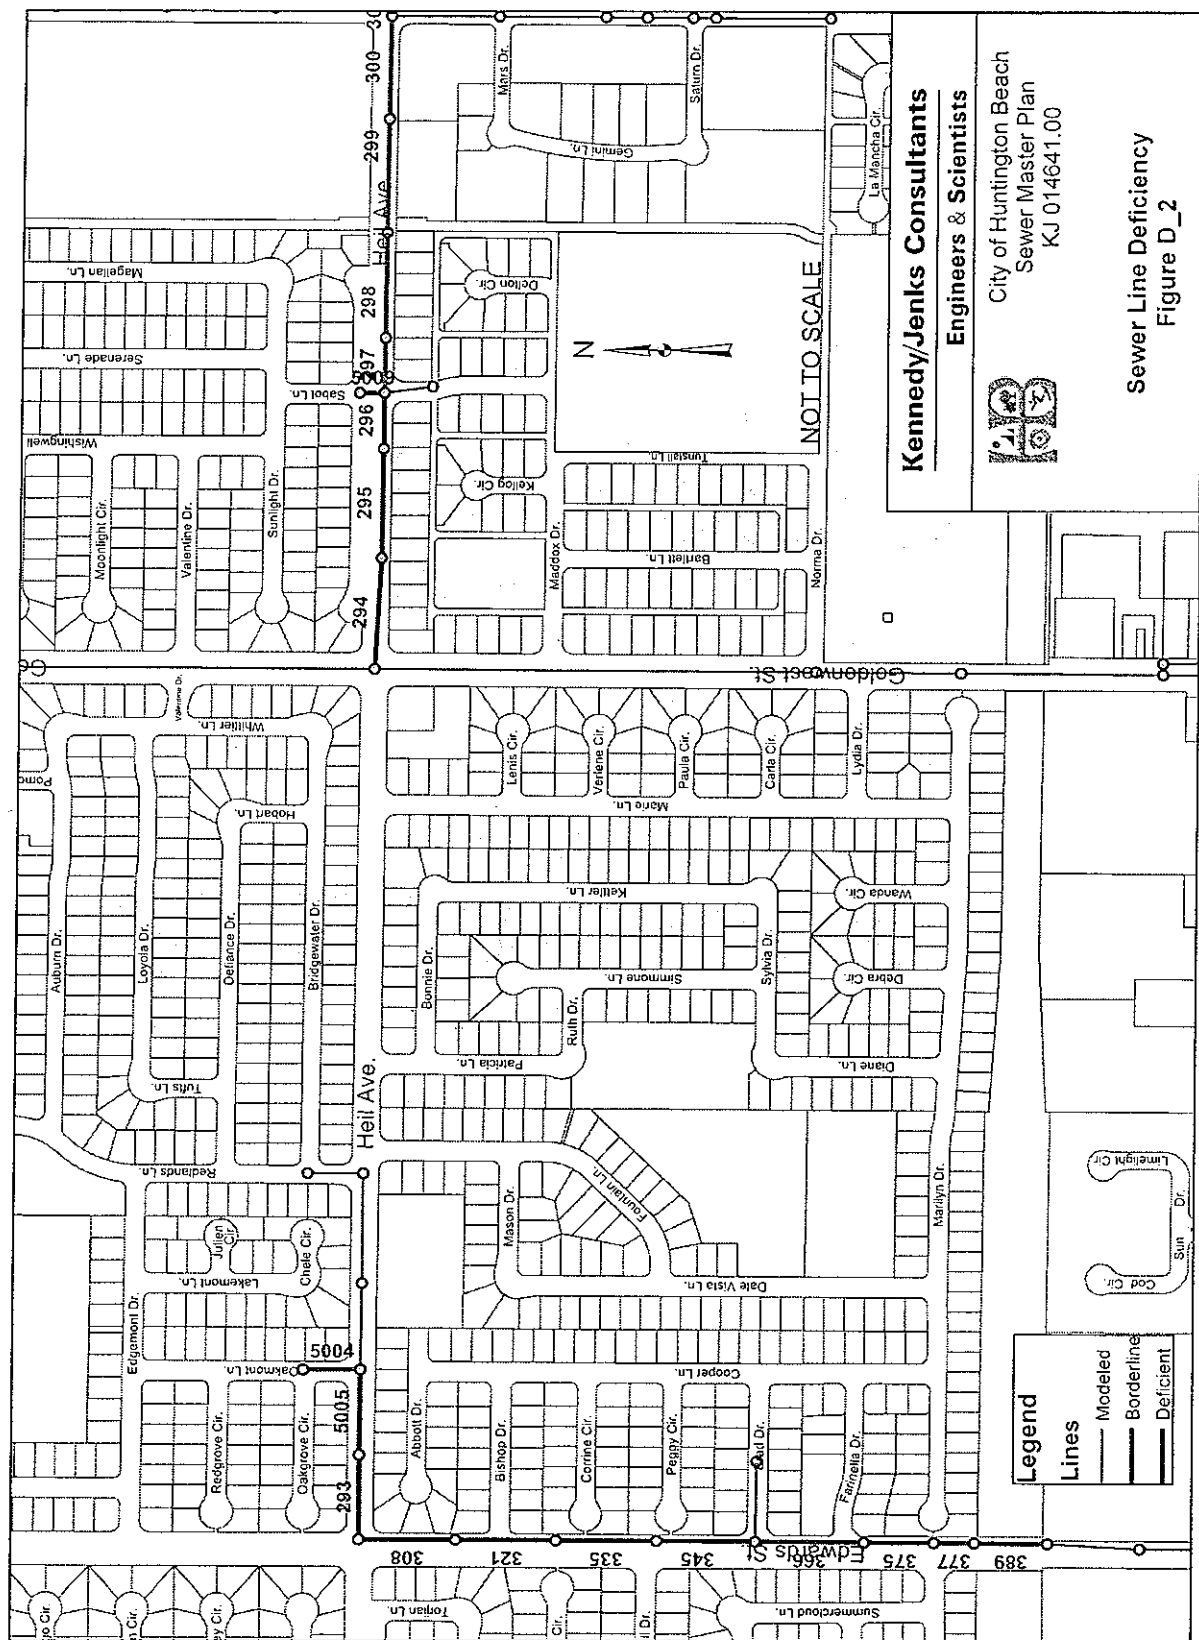 Kennedy/Jenks Consultants
Engineers & Scientists
City of Huntington Beach
Sewer Master Plan
KJ 014641.00
Sewer Line Deficiency
Figure D_2
NOT TO SCALE
N
Legend
Lines
Modeled
Borderline
Deficient
Heil Ave.
Heil Ave
Goldenwest St.
Edwards St.
293
5005
5004
294
295
296
5009
298
299
300
308
321
335
345
366
375
377
389
Auburn Dr.
Loyola Dr.
Defiance Dr.
Bridgewater Dr.
Whittier Ln.
Valentine Dr.
Hobart Ln.
Tufts Ln.
Redlands Ln.
Edgemont Dr.
Julien Cir.
Chele Cir.
Lakemont Ln.
Oakmont Ln.
Redgrove Cir.
Oakgrove Cir.
Moonlight Cir.
Valentine Dr.
Sunlight Dr.
Wishingwell
Serenade Ln.
Magellan Ln.
Sabol Ln.
Mars Dr.
Saturn Dr.
Gemini Ln.
La Mancha Cir.
Delton Cir.
Kellog Cir.
Maddox Dr.
Tunstall Ln.
Bartlett Ln.
Norma Dr.
Lenis Cir.
Verlene Cir.
Paula Cir.
Carla Cir.
Lydia Dr.
Marie Ln.
Kettler Ln.
Bonnie Dr.
Simmone Ln.
Sylvia Dr.
Wanda Cir.
Debra Cir.
Ruth Dr.
Patricia Ln.
Diane Ln.
Marilyn Dr.
Fountain Ln.
Mason Dr.
Dale Vista Ln.
Cooper Ln.
Abbott Dr.
Bishop Dr.
Corrine Cir.
Peggy Cir.
Farinella Dr.
Torjian Ln.
Summercloud Ln.
Limelight Cir.
Cod Cir.
Sun Dr.